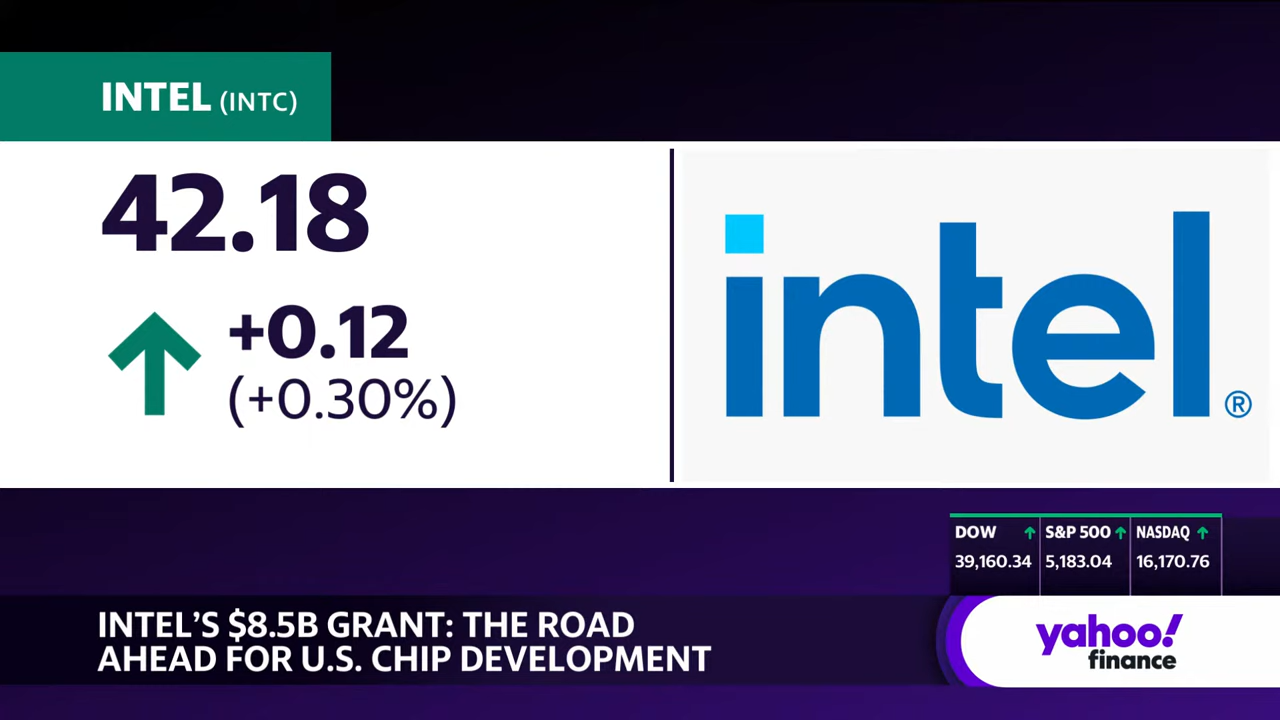 INTEL (INTC)
42.18
+0.12
(+0.30%)
intel®
DOW S&P 500 NASDAQ
39,160.34 5,183.04 16,170.76
INTEL'S $8.5B GRANT: THE ROAD
AHEAD FOR U.S. CHIP DEVELOPMENT
yahoo!
finance